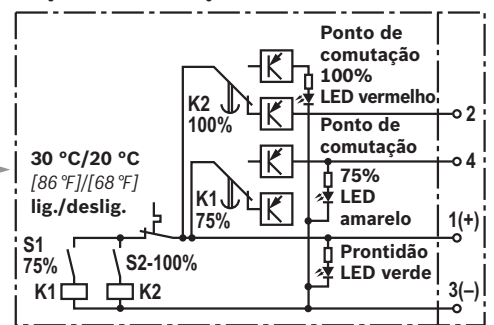 Ponto de
comutação
100%
LED vermelho
K2
100%
2
Ponto de
comutação
4
30 °C/20 °C
[86 °F]/[68 °F]
lig./deslig.
K1
75%
75%
LED
amarelo
1(+)
S1
75%
S2-100%
Prontidão
LED verde
K1
K2
3(–)